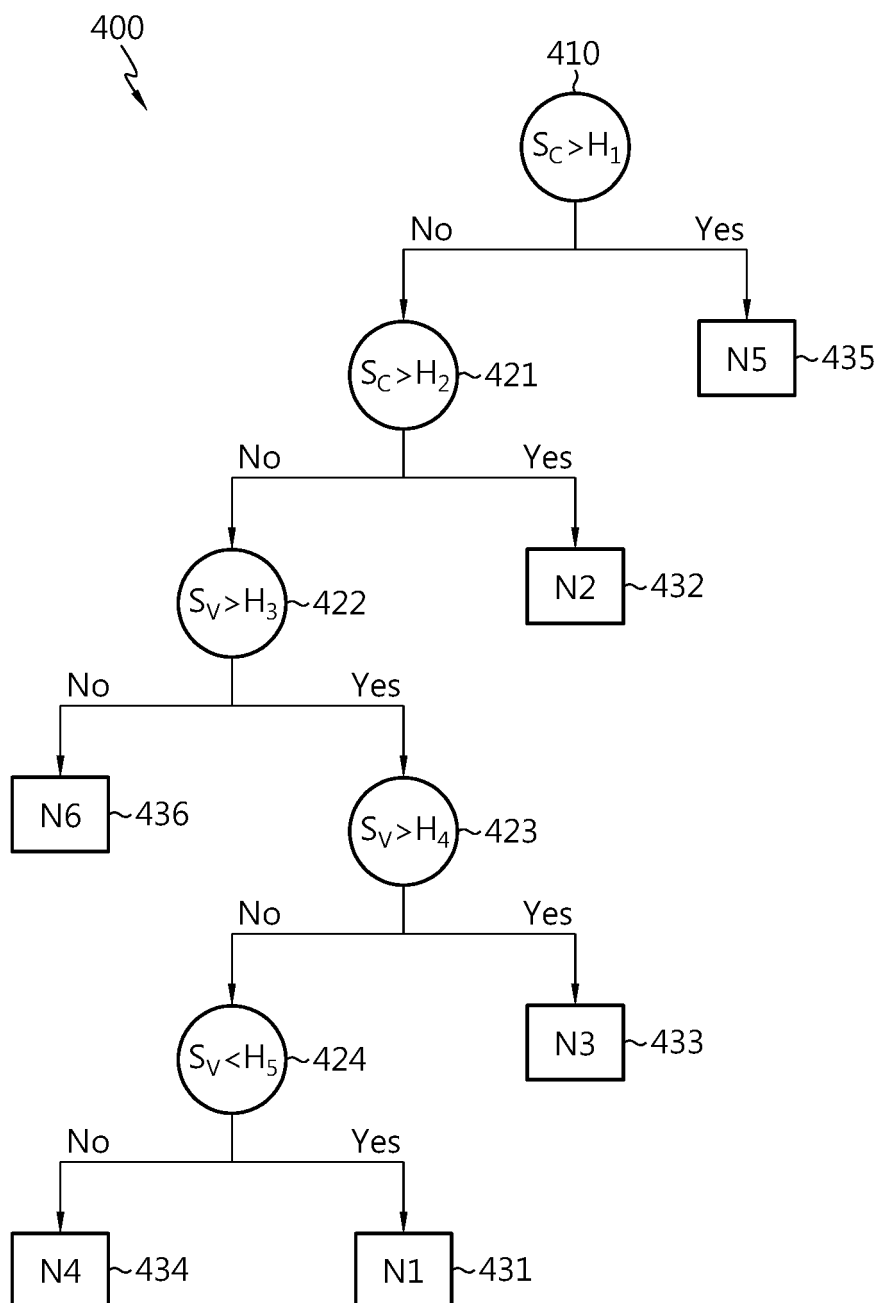 400
410
S_C>H_1
No Yes
S_C>H_2 421
N5 435
No Yes
S_V>H_3 422
N2 432
No Yes
N6 436
S_V>H_4 423
No Yes
S_V<H_5 424
N3 433
No Yes
N4 434
N1 431